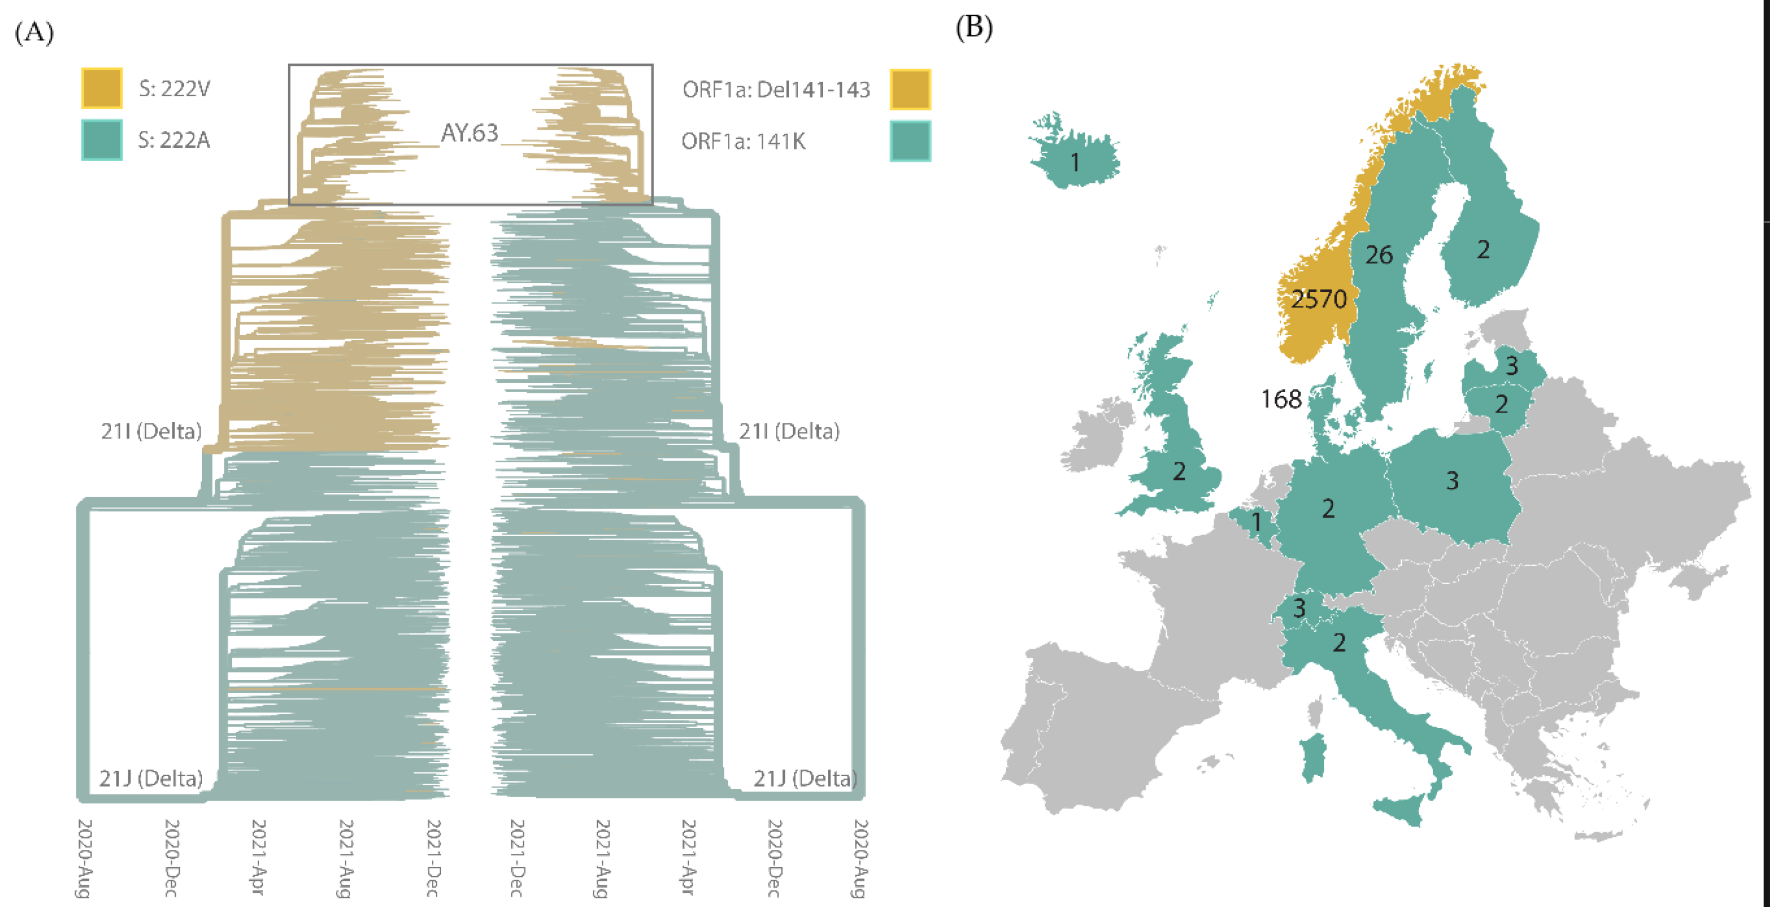 (A)
(B)
S: 222V
ORF1a: Del141-143
S: 222A
AY.63
ORF1a: 141K
21I (Delta)
21I (Delta)
21J (Delta)
21J (Delta)
2020-Aug
2020-Dec
2021-Apr
2021-Aug
2021-Dec
2021-Dec
2021-Aug
2021-Apr
2020-Dec
2020-Aug
1
26
2
2570
3
168
2
2
3
1
2
3
2